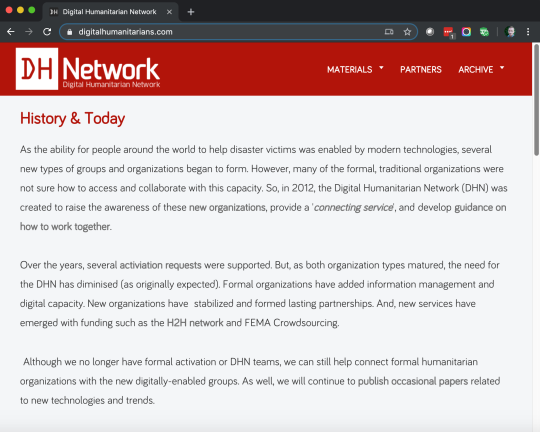 Digital Humanitarian Network
digitalhumanitarians.com
1
DH Network
Digital Humanitarian Network
MATERIALS PARTNERS ARCHIVE
History & Today
As the ability for people around the world to help disaster victims was enabled by modern technologies, several
new types of groups and organizations began to form. However, many of the formal, traditional organizations were
not sure how to access and collaborate with this capacity. So, in 2012, the Digital Humanitarian Network (DHN) was
created to raise the awareness of these new organizations, provide a 'connecting service', and develop guidance on
how to work together.
Over the years, several activiation requests were supported. But, as both organization types matured, the need for
the DHN has diminised (as originally expected). Formal organizations have added information management and
digital capacity. New organizations have stabilized and formed lasting partnerships. And, new services have
emerged with funding such as the H2H network and FEMA Crowdsourcing.
Although we no longer have formal activation or DHN teams, we can still help connect formal humanitarian
organizations with the new digitally-enabled groups. As well, we will continue to publish occasional papers related
to new technologies and trends.